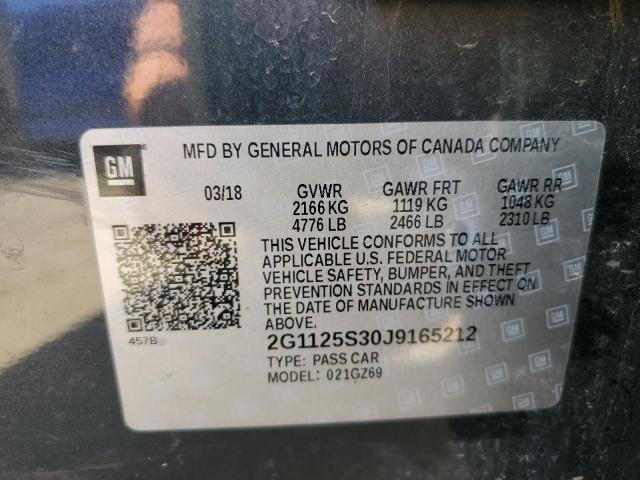 GM
MFD BY GENERAL MOTORS OF CANADA COMPANY
03/18 GVWR GAWR FRT GAWR RR
2166 KG 1119 KG 1048 KG
4776 LB 2466 LB 2310 LB
THIS VEHICLE CONFORMS TO ALL
APPLICABLE U.S. FEDERAL MOTOR
VEHICLE SAFETY, BUMPER, AND THEFT
PREVENTION STANDARDS IN EFFECT ON
THE DATE OF MANUFACTURE SHOWN
ABOVE.
457B
2G1125S30J9165212
TYPE: PASS CAR
MODEL: 021GZ69